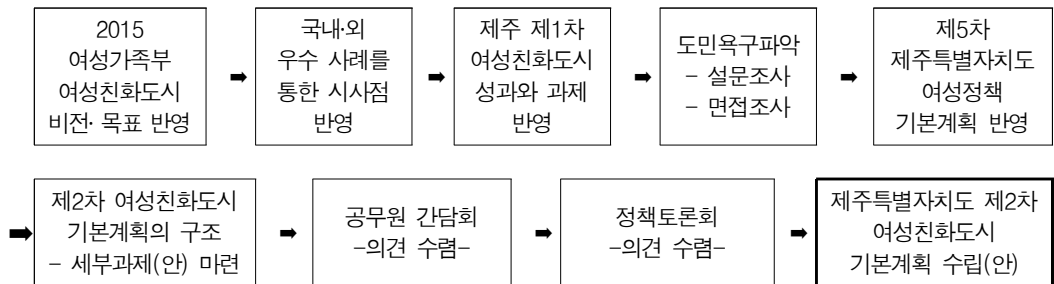 2015
여성가족부
여성친화도시
비전· 목표 반영
국내·외
우수 사례를
통한 시사점
반영
제주 제1차
여성친화도시
성과와 과제
반영
도민욕구파악
- 설문조사
- 면접조사
제5차
제주특별자치도
여성정책
기본계획 반영
제2차 여성친화도시
기본계획의 구조
- 세부과제(안) 마련
공무원 간담회
-의견 수렴-
정책토론회
-의견 수렴-
제주특별자치도 제2차
여성친화도시
기본계획 수립(안)